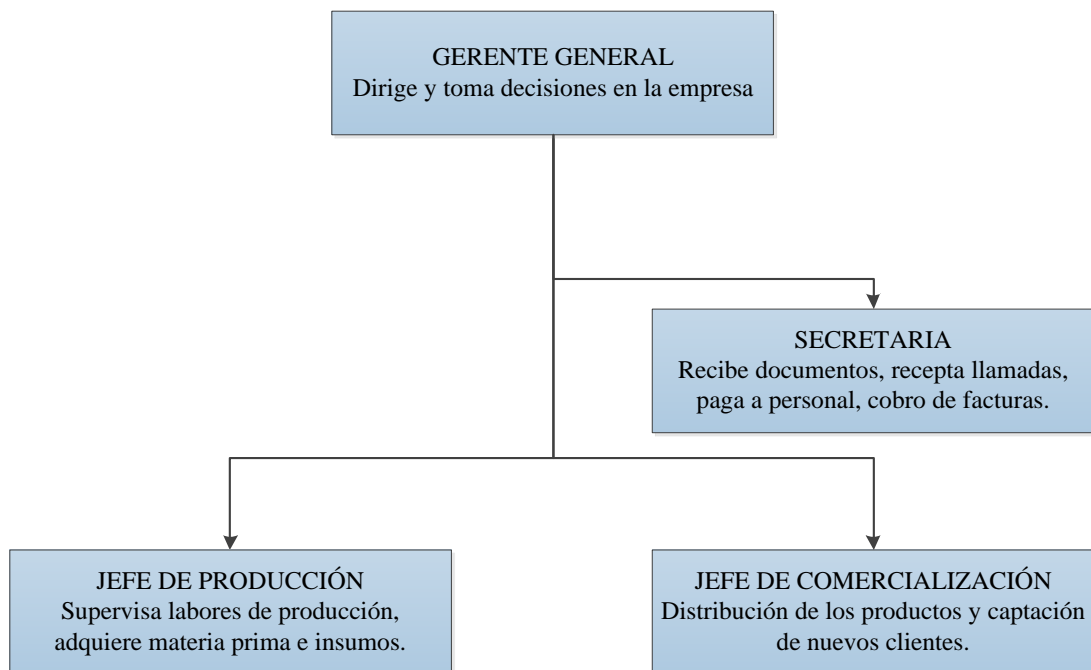 GERENTE GENERAL
Dirige y toma decisiones en la empresa
SECRETARIA
Recibe documentos, recepta llamadas,
paga a personal, cobro de facturas.
JEFE DE PRODUCCIÓN
Supervisa labores de producción,
adquiere materia prima e insumos.
JEFE DE COMERCIALIZACIÓN
Distribución de los productos y captación
de nuevos clientes.